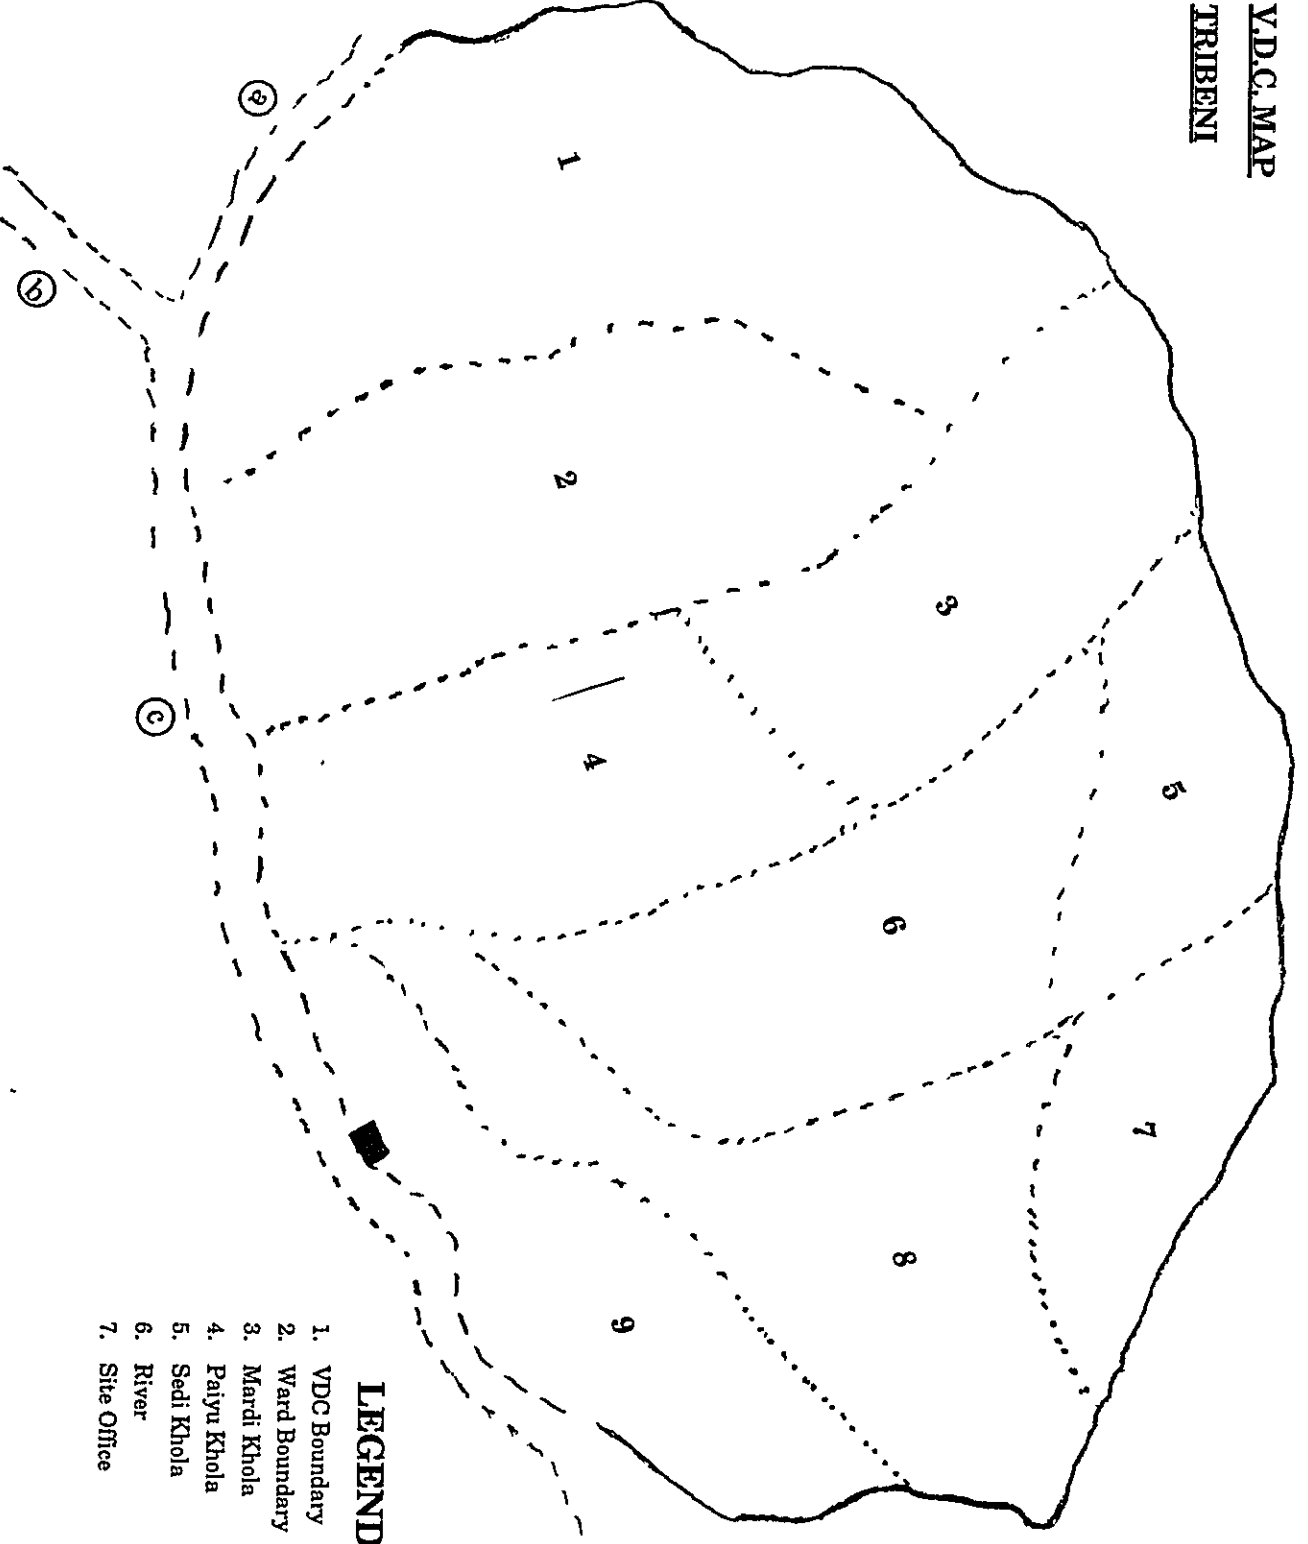 V.D.C. MAP
TRIBENI
a
b
c
1
2
3
4
5
6
7
8
9
LEGEND
1. VDC Boundary
2. Ward Boundary
3. Mardi Khola
4. Paiyu Khola
5. Sedi Khola
6. River
7. Site Office